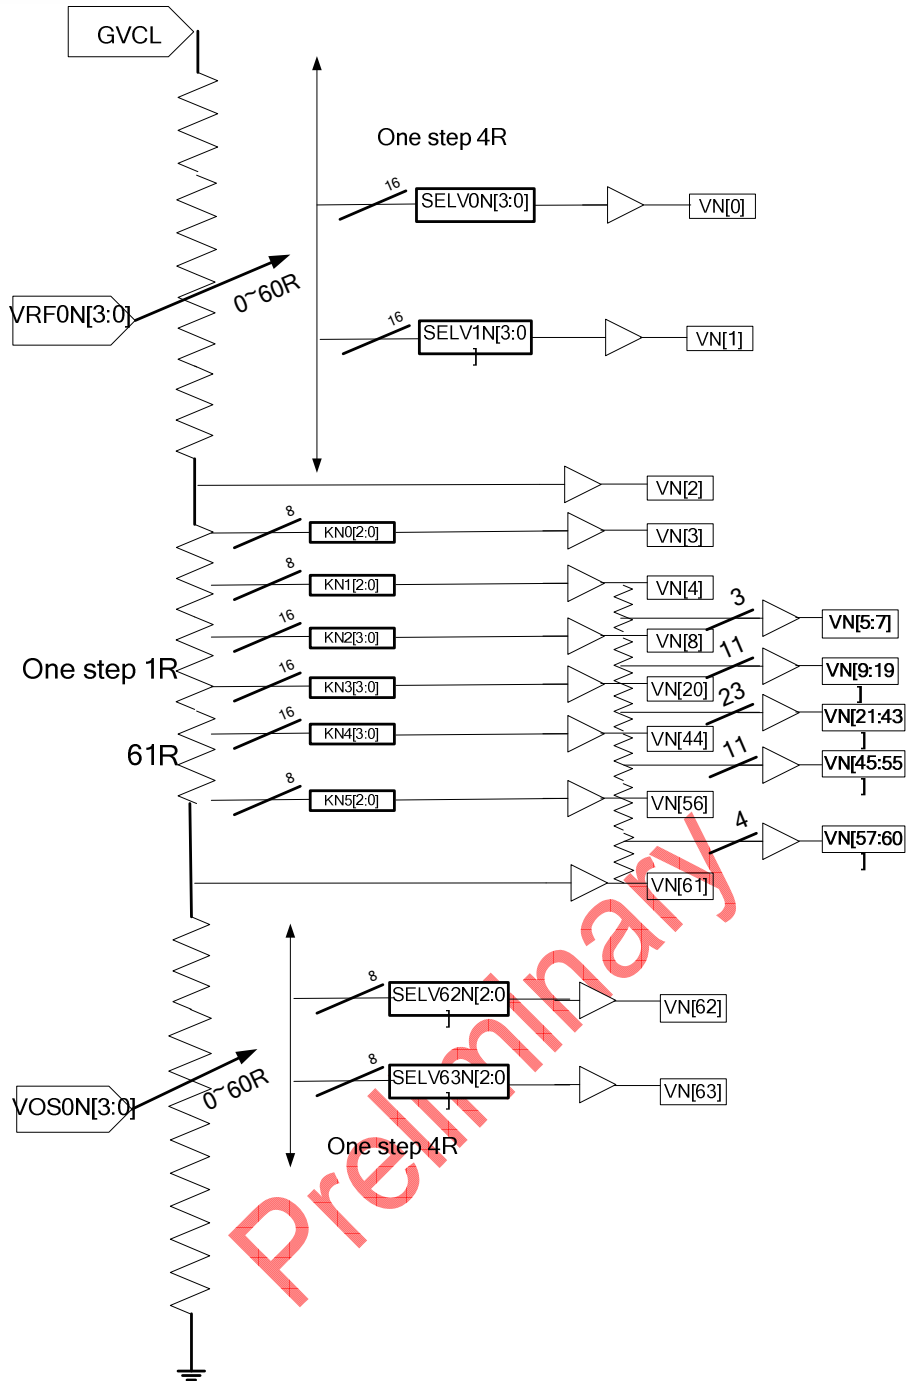 GVCL
One step 4R
16
SELV0N[3:0]
VN[0]
0~60R
VRF0N[3:0]
16
SELV1N[3:0
]
VN[1]
VN[2]
8
KN0[2:0]
VN[3]
8
KN1[2:0]
VN[4]
3
VN[5:7]
16
KN2[3:0]
VN[8]
11
VN[9:19
]
One step 1R
16
KN3[3:0]
VN[20]
23
VN[21:43
]
16
KN4[3:0]
VN[44]
61R
11
VN[45:55
]
8
KN5[2:0]
VN[56]
4
VN[57:60
]
VN[61]
8
SELV62N[2:0
]
VN[62]
0~60R
VOS0N[3:0]
8
SELV63N[2:0
]
VN[63]
One step 4R
Preliminary